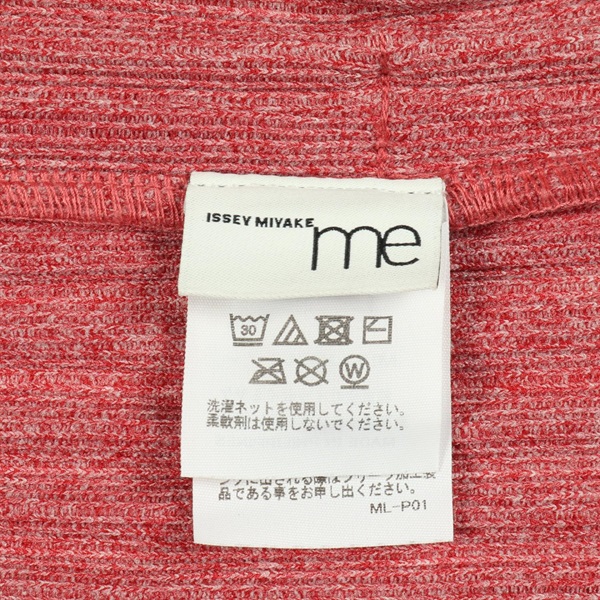 ISSEY MIYAKE me
30
W
洗濯ネットを使用してください。
柔軟剤は使用しないでください。
ングに出される際はプリーツ加工製
品である事をお申し出ください。
ML-P01